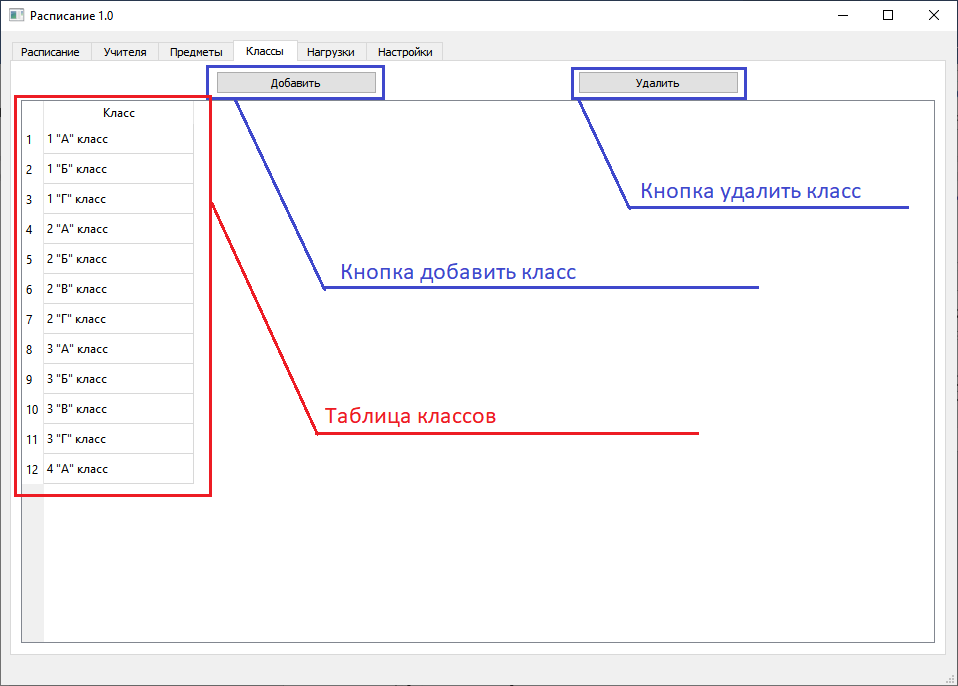 Расписание 1.0
Расписание Учителя Предметы Классы Нагрузки Настройки
Добавить Удалить
Класс
1 1 "А" класс
2 1 "Б" класс
3 1 "Г" класс
4 2 "А" класс
5 2 "Б" класс
6 2 "В" класс
7 2 "Г" класс
8 3 "А" класс
9 3 "Б" класс
10 3 "В" класс
11 3 "Г" класс
12 4 "А" класс
Кнопка удалить класс
Кнопка добавить класс
Таблица классов